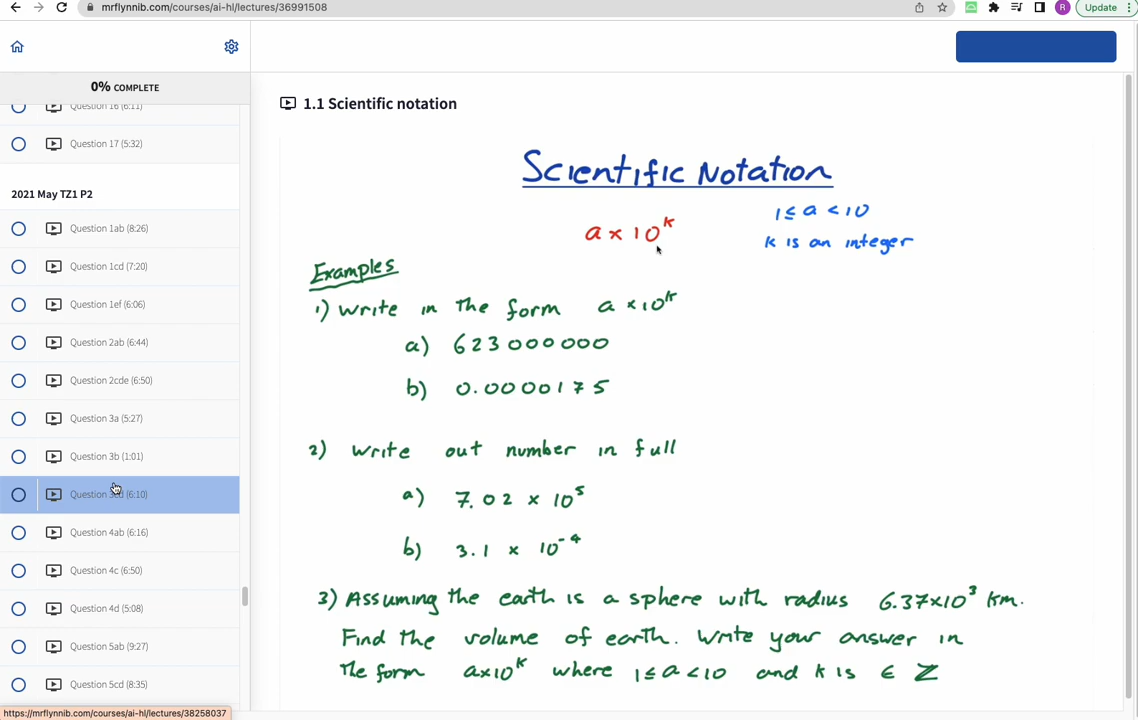 mrflynnib.com/courses/ai-hl/lectures/36991508
R
Update
0% COMPLETE
Question 16 (6:11)
Question 17 (5:32)
2021 May TZ1 P2
Question 1ab (8:26)
Question 1cd (7:20)
Question 1ef (6:06)
Question 2ab (6:44)
Question 2cde (6:50)
Question 3a (5:27)
Question 3b (1:01)
Question (6:10)
Question 4ab (6:16)
Question 4c (6:50)
Question 4d (5:08)
Question 5ab (9:27)
Question 5cd (8:35)
https://mrflynnib.com/courses/ai-hl/lectures/38258037
1.1 Scientific notation
Scientific Notation
a × 10^k
1 ≤ a < 10
k is an integer
Examples
1) Write in the form a × 10^k
a) 623 000 000
b) 0.0000175
2) Write out number in full
a) 7.02 × 10^5
b) 3.1 × 10^-4
3) Assuming the earth is a sphere with radius 6.37×10^3 km.
Find the volume of earth. Write your answer in
the form a×10^k where 1 ≤ a < 10 and k is ∈ ℤ